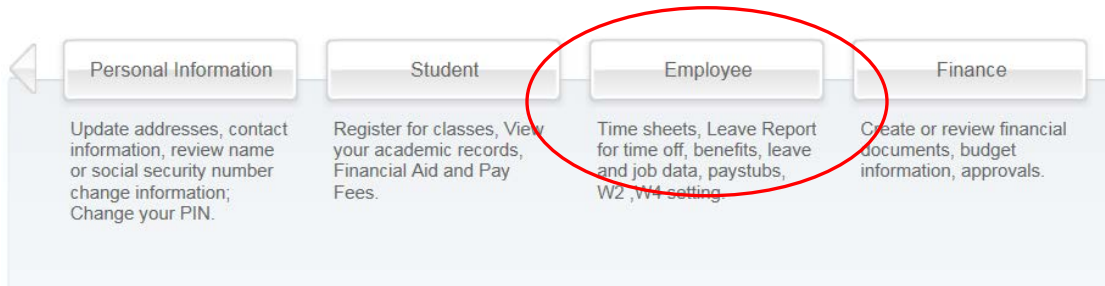 Personal Information
Update addresses, contact
information, review name
or social security number
change information;
Change your PIN.
Student
Register for classes, View
your academic records,
Financial Aid and Pay
Fees.
Employee
Time sheets, Leave Report
for time off, benefits, leave
and job data, paystubs,
W2 ,W4 setting.
Finance
Create or review financial
documents, budget
information, approvals.